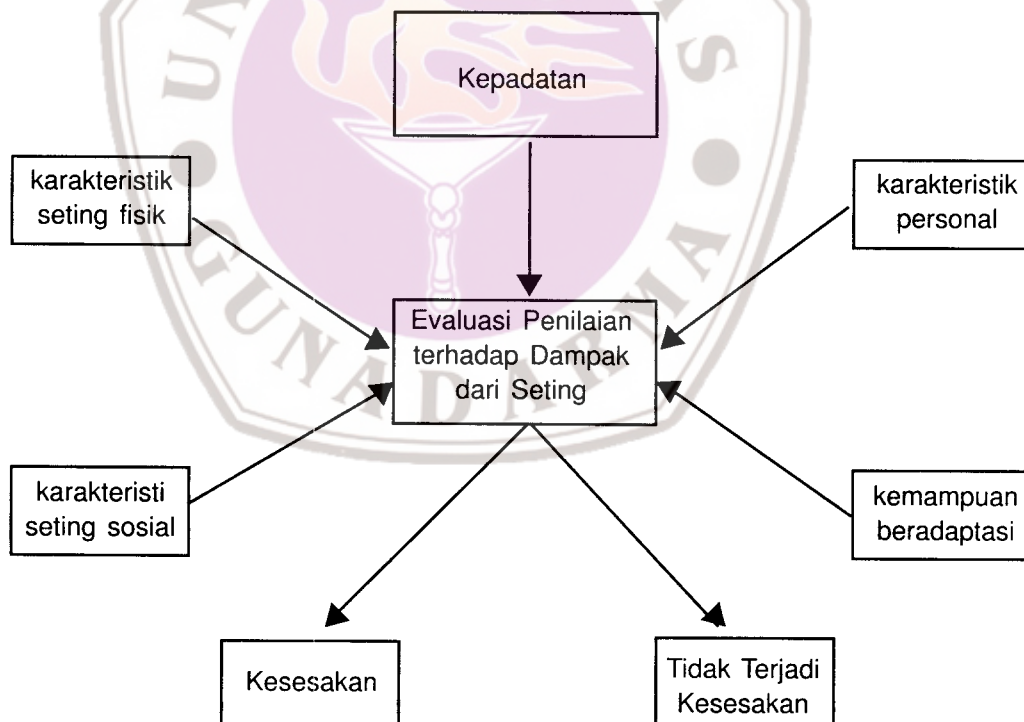 Kepadatan
karakteristik
seting fisik
karakteristik
personal
Evaluasi Penilaian
terhadap Dampak
dari Seting
karakteristi
seting sosial
kemampuan
beradaptasi
Kesesakan
Tidak Terjadi
Kesesakan
GUNADARMA